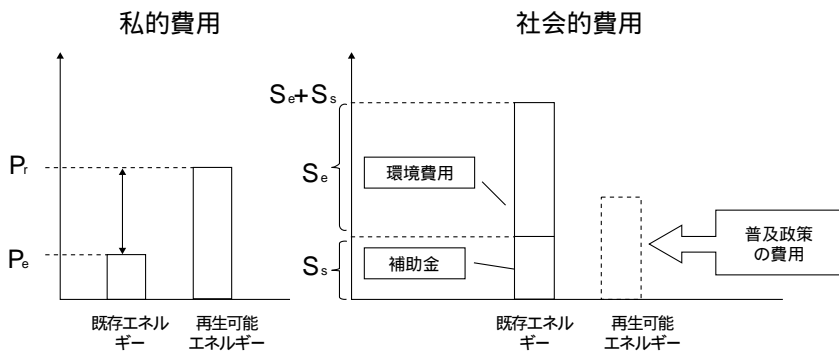 私的費用
社会的費用
Pr
Pe
既存エネル
ギー
再生可能
エネルギー
Se+Ss
Se
環境費用
Ss
補助金
普及政策
の費用
既存エネル
ギー
再生可能
エネルギー